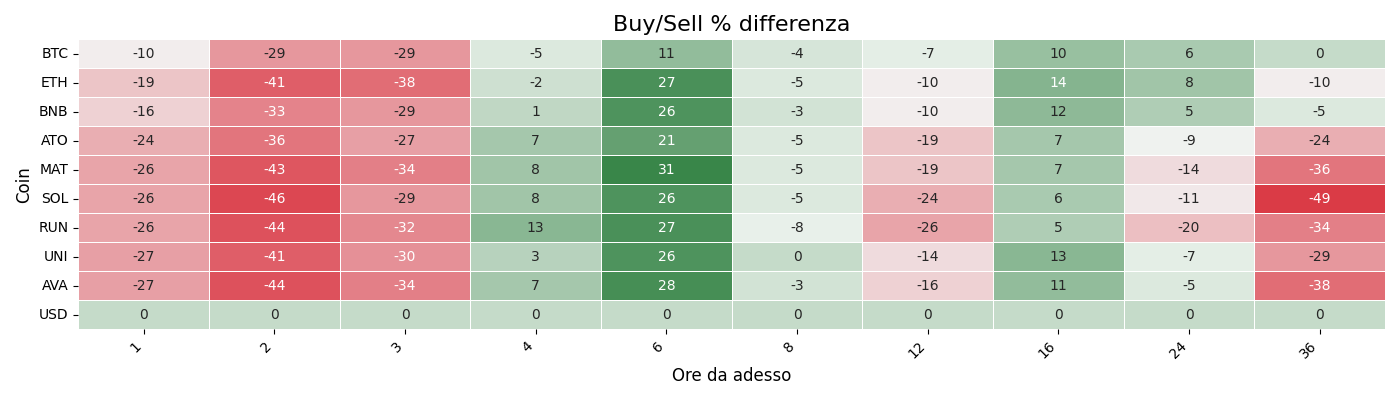 Buy/Sell % differenza
BTC -10 -29 -29 -5 11 -4 -7 10 6 0
ETH -19 -41 -38 -2 27 -5 -10 14 8 -10
BNB -16 -33 -29 1 26 -3 -10 12 5 -5
ATO -24 -36 -27 7 21 -5 -19 7 -9 -24
MAT -26 -43 -34 8 31 -5 -19 7 -14 -36
SOL -26 -46 -29 8 26 -5 -24 6 -11 -49
RUN -26 -44 -32 13 27 -8 -26 5 -20 -34
UNI -27 -41 -30 3 26 0 -14 13 -7 -29
AVA -27 -44 -34 7 28 -3 -16 11 -5 -38
USD 0 0 0 0 0 0 0 0 0 0
1 2 3 4 6 8 12 16 24 36
Coin
Ore da adesso